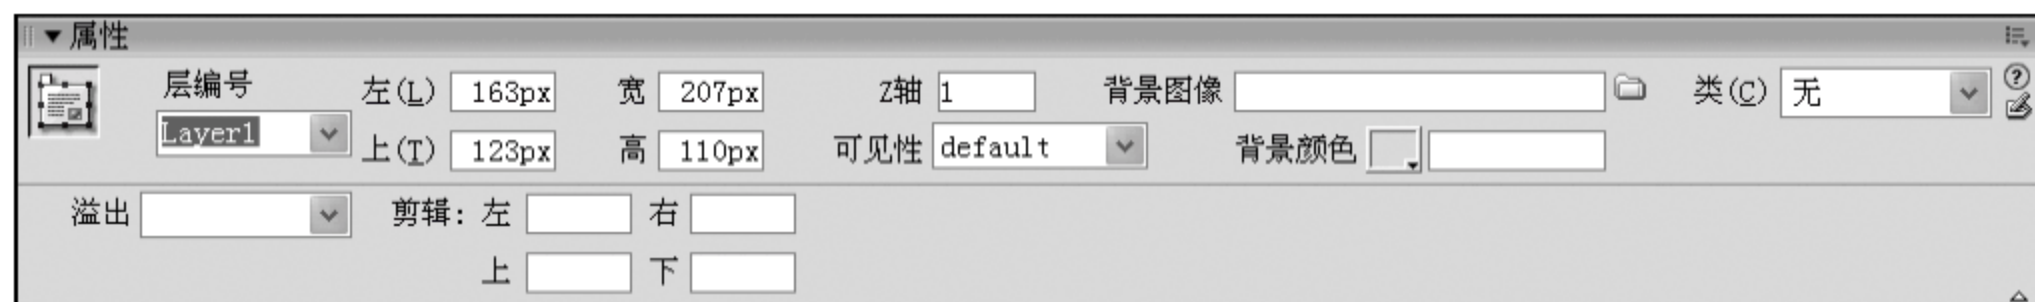 属性
层编号 左(L) 163px 宽 207px Z轴 1 背景图像 类(C) 无
Layer1 上(T) 123px 高 110px 可见性 default 背景颜色
溢出 剪辑: 左 右
上 下